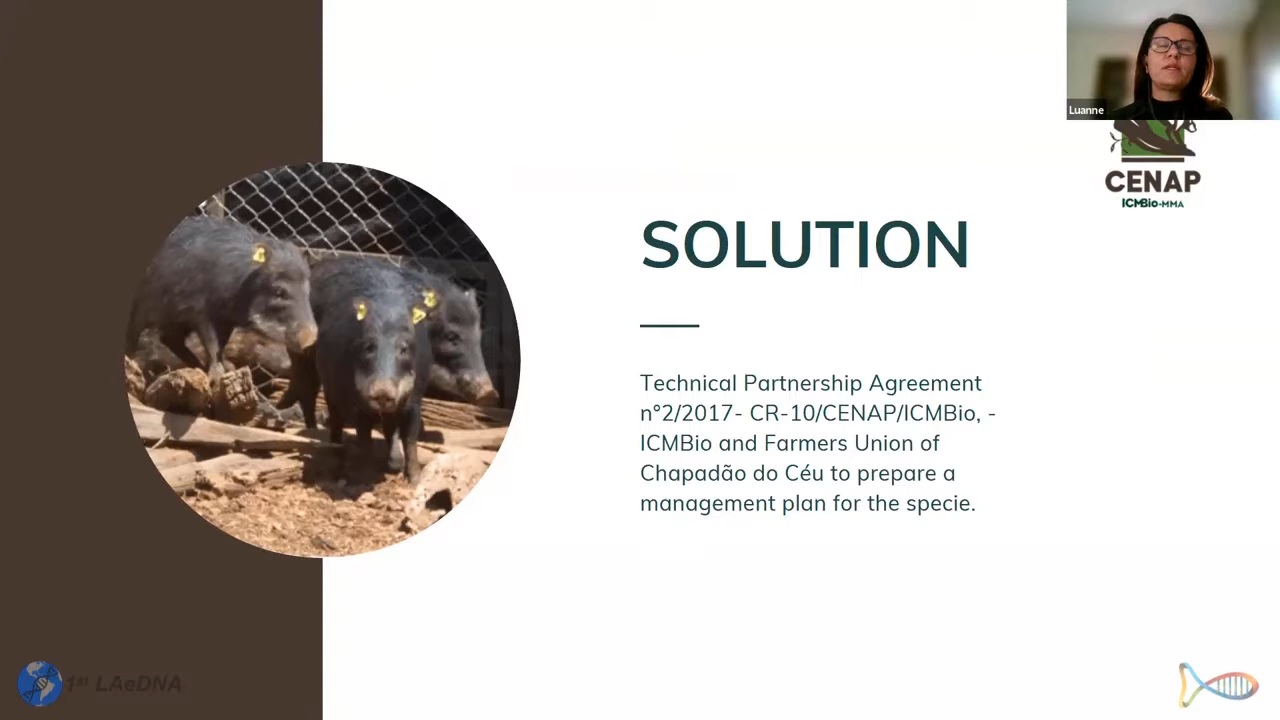 Luanne
CENAP
ICMBio-MMA
SOLUTION
Technical Partnership Agreement
n°2/2017- CR-10/CENAP/ICMBio, -
ICMBio and Farmers Union of
Chapadão do Céu to prepare a
management plan for the specie.
1st LAeDNA